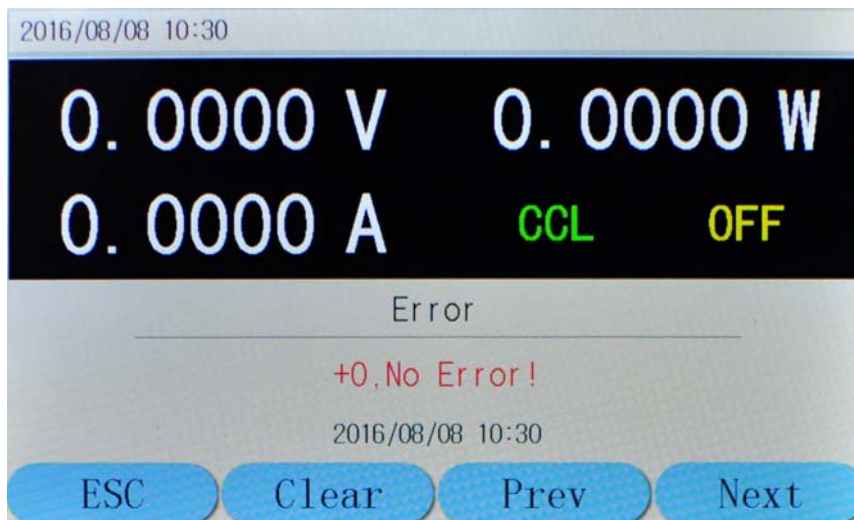 2016/08/08 10:30
0.0000 V 0.0000 W
0.0000 A CCL OFF
Error
+0,No Error!
2016/08/08 10:30
ESC Clear Prev Next